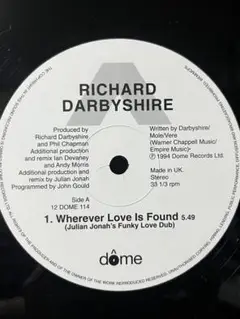 A
RICHARD
DARBYSHIRE
Produced by
Richard Darbyshire
and Phil Chapman
Additional production
and remix Ian Devaney
and Andy Morris
Additional production and
remix by Julian Jonah
Programmed by John Gould
Written by Darbyshire/
Mole/Vere
(Warner Chappell Music/
Empire Music)
℗ 1994 Dome Records Ltd.
Made in UK.
Stereo
33 1/3 rpm
Side A
12 DOME 114
1. Wherever Love Is Found 5.49
(Julian Jonah's Funky Love Dub)
dôme